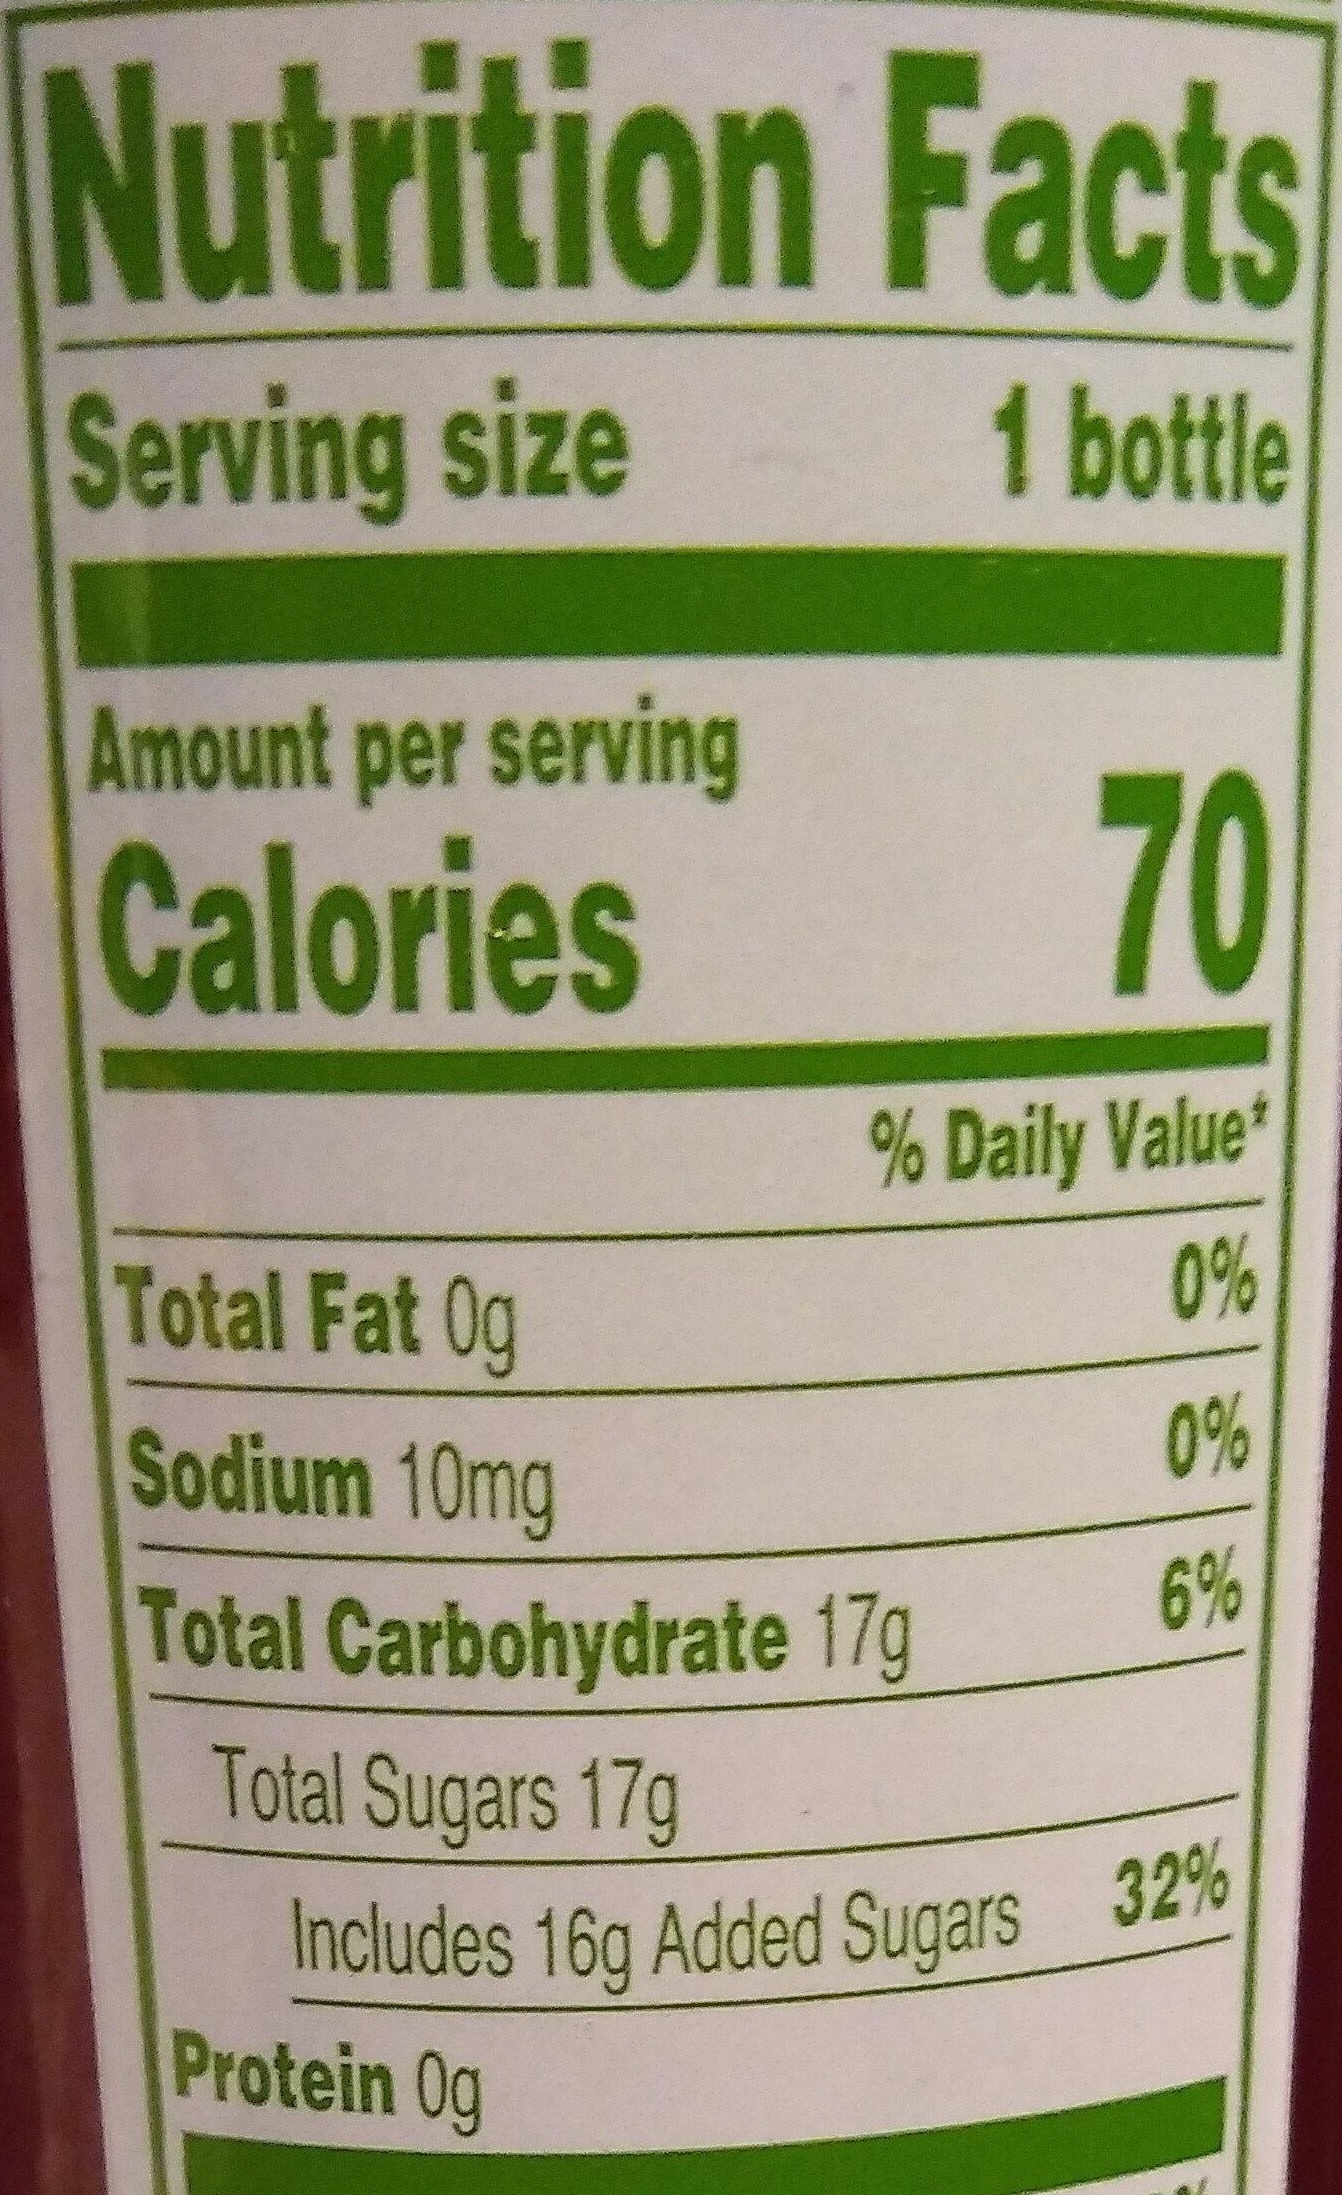 Nutrition Facts
Serving size 1 bottle
Amount per serving
Calories 70
% Daily Value*
Total Fat 0g 0%
Sodium 10mg 0%
Total Carbohydrate 17g 6%
Total Sugars 17g
Includes 16g Added Sugars 32%
Protein 0g